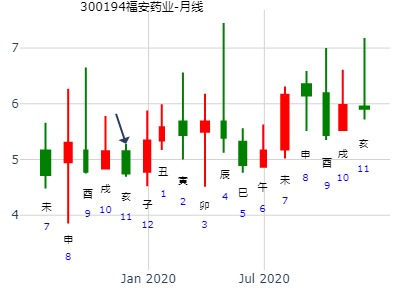 300194福安药业-月线
7
6
5
4
未
7
申
8
酉
9
戌
10
亥
11
子
12
丑
1
寅
2
卯
3
辰
4
巳
5
午
6
未
7
申
8
酉
9
戌
10
亥
11
Jan 2020
Jul 2020